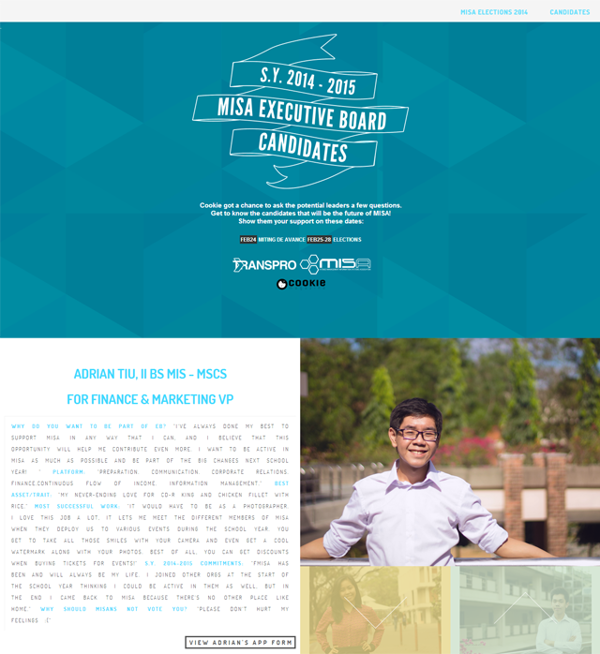 MISA ELECTIONS 2014 CANDIDATES
S.Y. 2014 - 2015
MISA EXECUTIVE BOARD
CANDIDATES
Cookie got a chance to ask the potential leaders a few questions.
Get to know the candidates that will be the future of MISA!
Show them your support on these dates:
FEB24 MITING DE AVANCE FEB25-28 ELECTIONS
TRANSPRO MISA
COOKIE
ADRIAN TIU, II BS MIS - MSCS
FOR FINANCE & MARKETING VP
WHY DO YOU WANT TO BE PART OF EB? "I'VE ALWAYS DONE MY BEST TO
SUPPORT MISA IN ANY WAY THAT I CAN, AND I BELIEVE THAT THIS
OPPORTUNITY WILL HELP ME CONTRIBUTE EVEN MORE. I WANT TO BE ACTIVE IN
MISA AS MUCH AS POSSIBLE AND BE PART OF THE BIG CHANGES NEXT SCHOOL
YEAR! " PLATFORM: "PREPARATION. COMMUNICATION. CORPORATE RELATIONS.
FINANCE:CONTINUOUS FLOW OF INCOME. INFORMATION MANAGEMENT." BEST
ASSET/TRAIT: "MY NEVER-ENDING LOVE FOR CD-R KING AND CHICKEN FILLET WITH
RICE." MOST SUCCESSFUL WORK: "IT WOULD HAVE TO BE AS A PHOTOGRAPHER.
I LOVE THIS JOB A LOT. IT LETS ME MEET THE DIFFERENT MEMBERS OF MISA
WHEN THEY DEPLOY US TO VARIOUS EVENTS DURING THE SCHOOL YEAR. YOU
GET TO TAKE ALL THOSE SMILES WITH YOUR CAMERA AND EVEN GET A COOL
WATERMARK ALONG WITH YOUR PHOTOS. BEST OF ALL, YOU CAN GET DISCOUNTS
WHEN BUYING TICKETS FOR EVENTS!" S.Y. 2014-2015 COMMITMENTS: "MISA HAS
BEEN AND WILL ALWAYS BE MY LIFE. I JOINED OTHER ORGS AT THE START OF
THE SCHOOL YEAR THINKING I COULD BE ACTIVE IN THEM AS WELL, BUT IN
THE END I CAME BACK TO MISA BECAUSE THERE'S NO OTHER PLACE LIKE
HOME." WHY SHOULD MISANS NOT VOTE YOU? "PLEASE DON'T HURT MY
FEELINGS :("
VIEW ADRIAN'S APP FORM